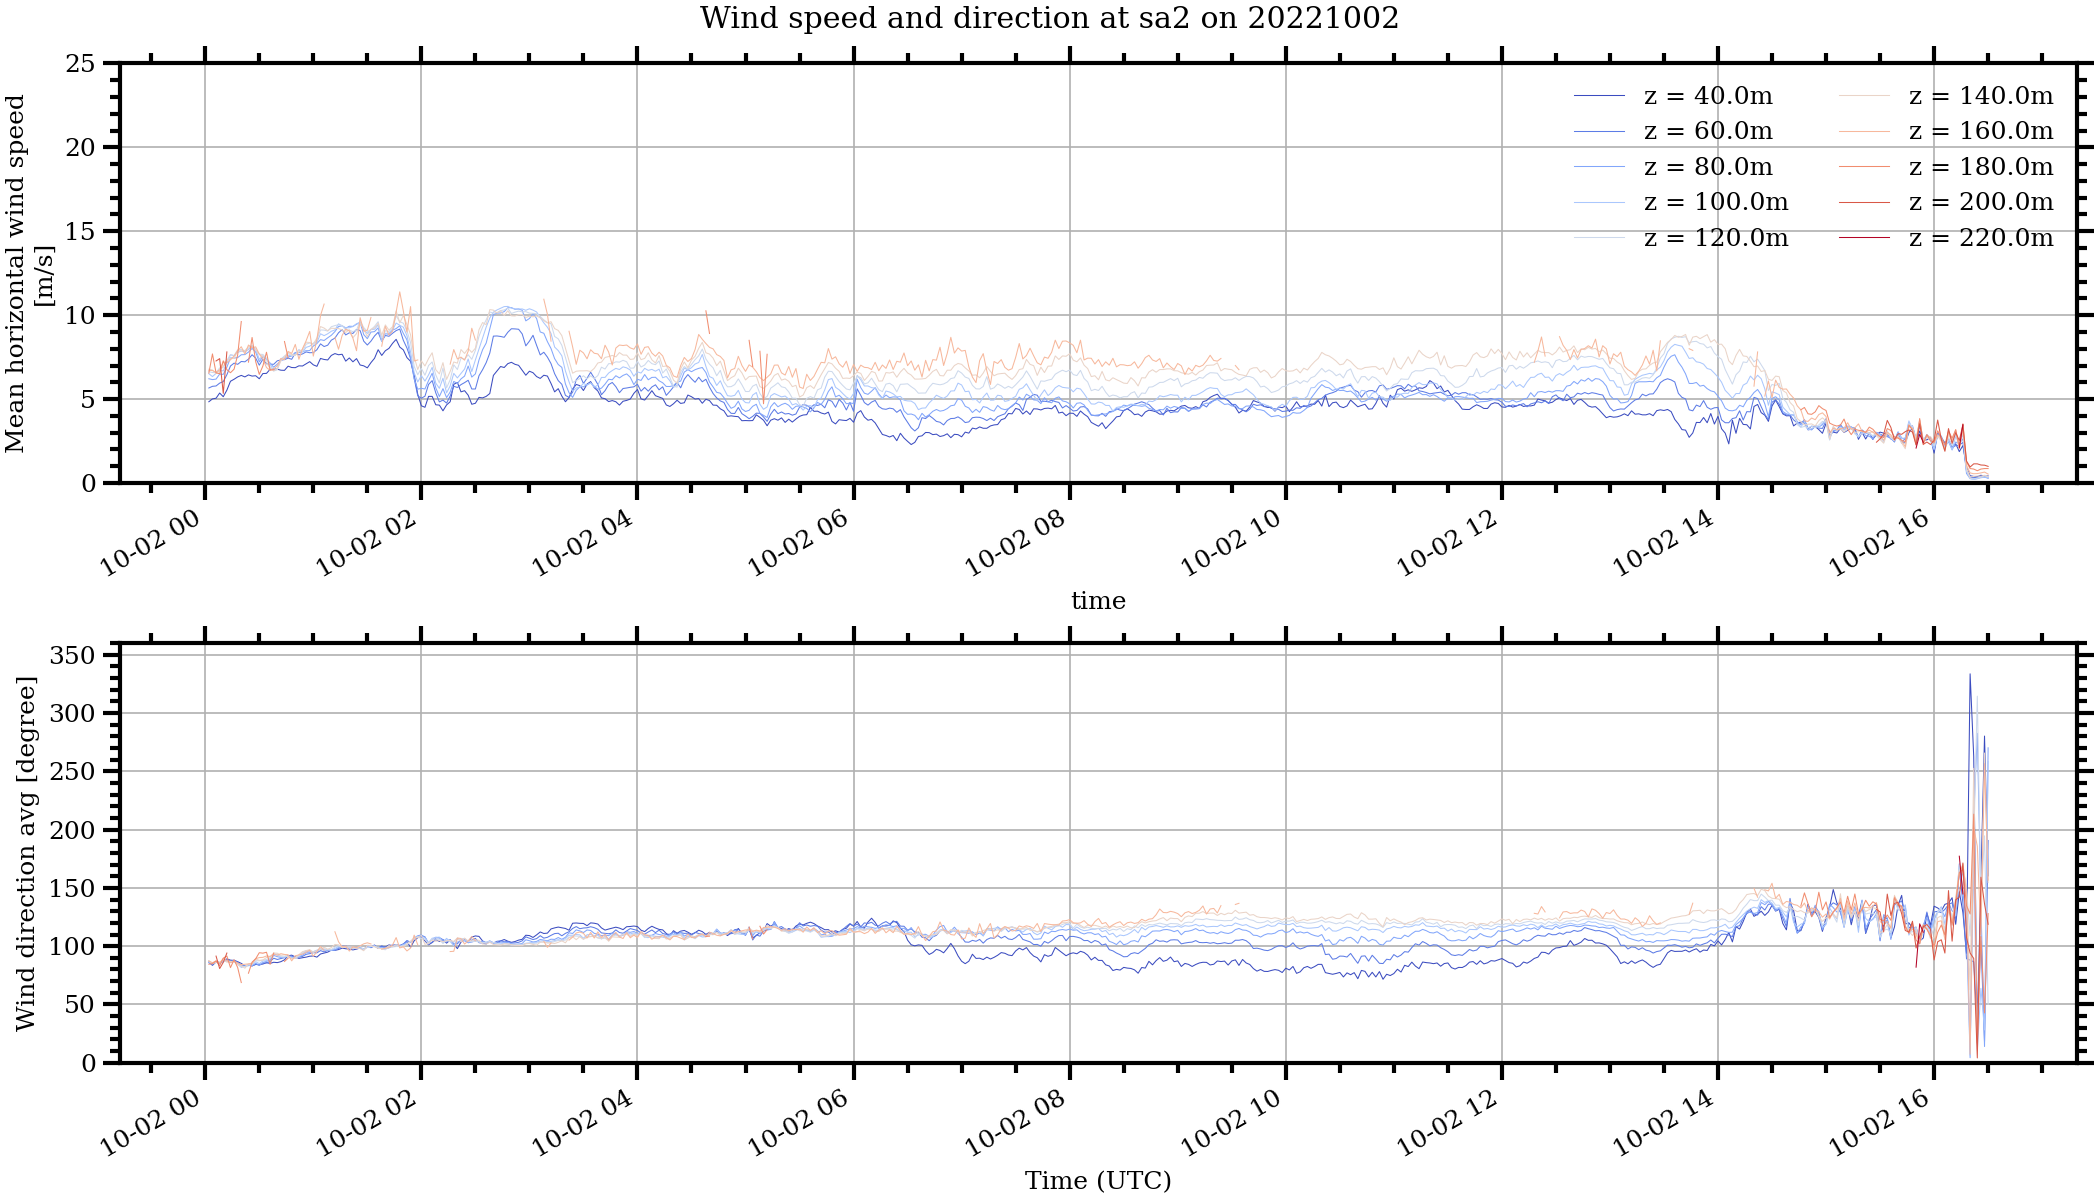 Wind speed and direction at sa2 on 20221002
Mean horizontal wind speed
[m/s]
25
20
15
10
5
0
z = 40.0m
z = 60.0m
z = 80.0m
z = 100.0m
z = 120.0m
z = 140.0m
z = 160.0m
z = 180.0m
z = 200.0m
z = 220.0m
10-02 00
10-02 02
10-02 04
10-02 06
10-02 08
10-02 10
10-02 12
10-02 14
10-02 16
time
Wind direction avg [degree]
350
300
250
200
150
100
50
0
10-02 00
10-02 02
10-02 04
10-02 06
10-02 08
10-02 10
10-02 12
10-02 14
10-02 16
Time (UTC)